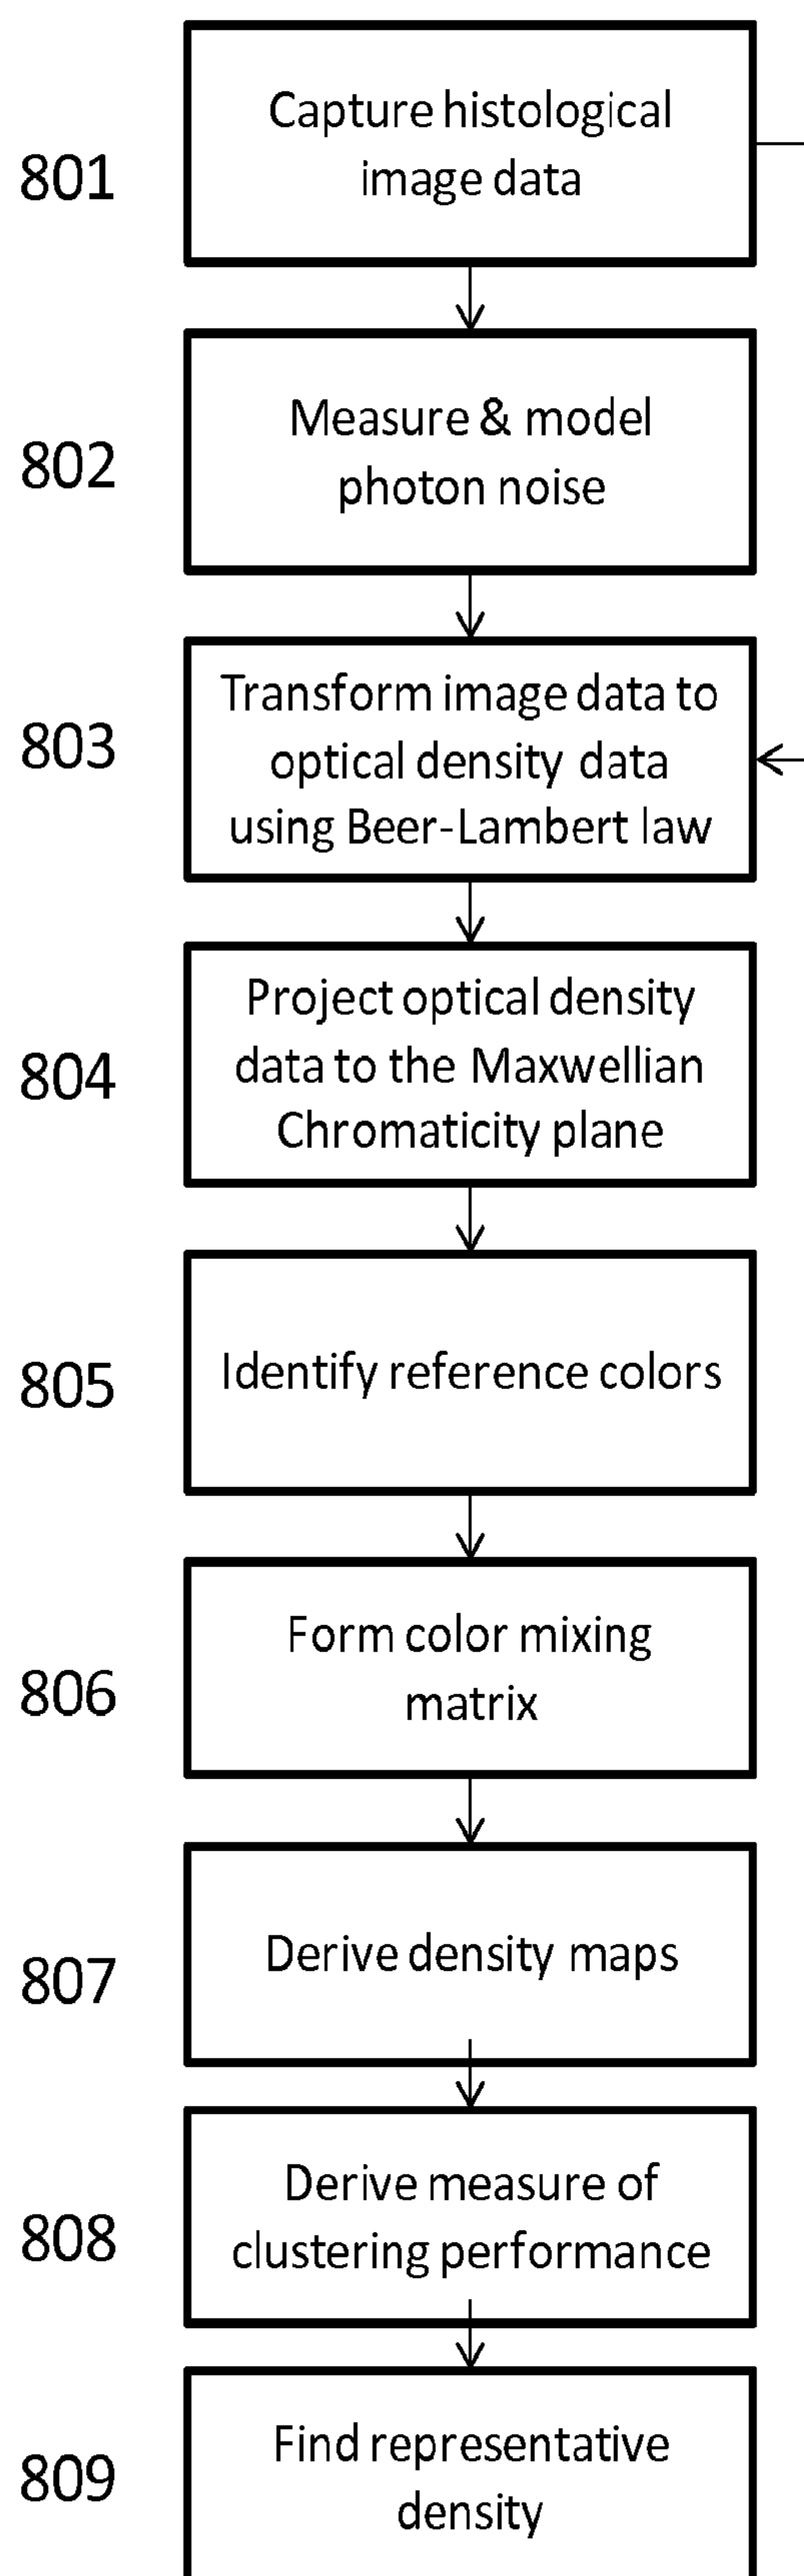 801
Capture histological
image data
802
Measure & model
photon noise
803
Transform image data to
optical density data
using Beer-Lambert law
804
Project optical density
data to the Maxwellian
Chromaticity plane
805
Identify reference colors
806
Form color mixing
matrix
807
Derive density maps
808
Derive measure of
clustering performance
809
Find representative
density